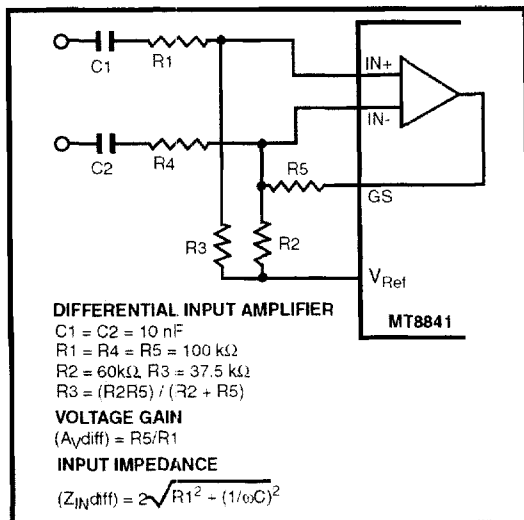 C1
R1
IN+
IN-
C2
R4
R5
GS
R3
R2
VRef
MT8841
DIFFERENTIAL INPUT AMPLIFIER
C1 = C2 = 10 nF
R1 = R4 = R5 = 100 kΩ
R2 = 60kΩ, R3 = 37.5 kΩ
R3 = (R2R5) / (R2 + R5)
VOLTAGE GAIN
(AVdiff) = R5/R1
INPUT IMPEDANCE
(ZINdiff) = 2√R1² + (1/ωC)²